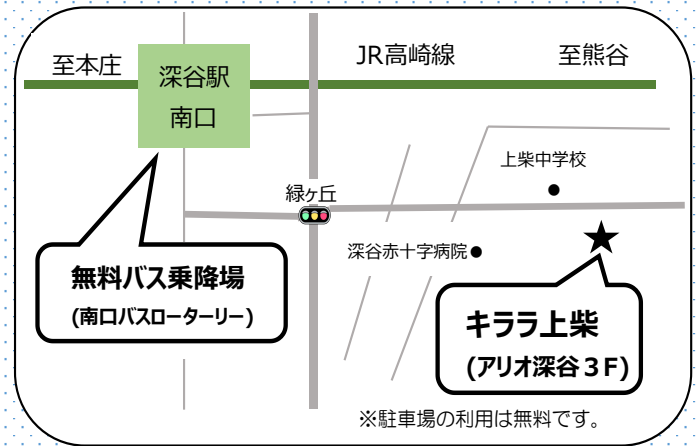 至本庄
深谷駅
南口
JR高崎線
至熊谷
上柴中学校
緑ヶ丘
深谷赤十字病院
無料バス乗降場
(南口バスローターリー)
キララ上柴
(アリオ深谷３F)
※駐車場の利用は無料です。